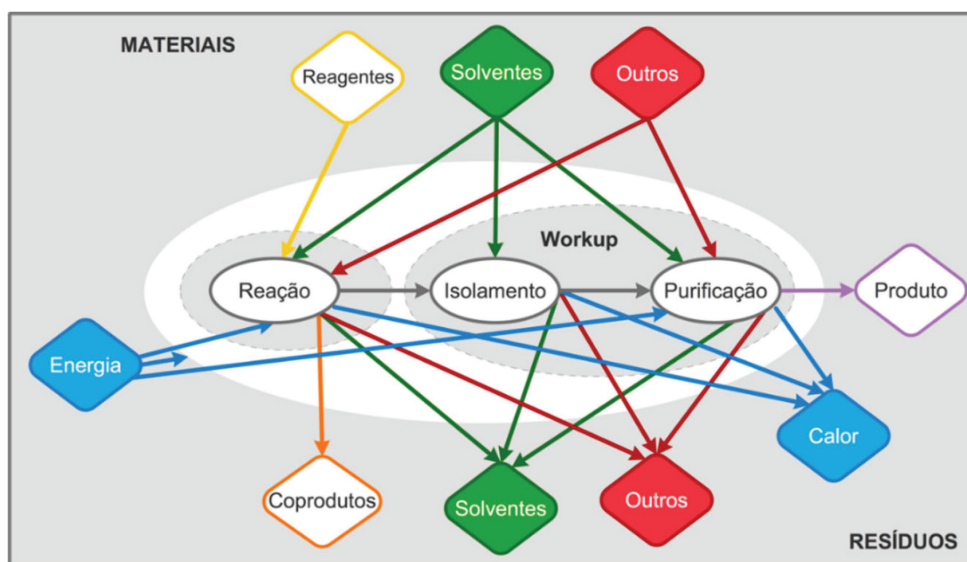 MATERIAIS
Reagentes
Solventes
Outros
Workup
Reação
Isolamento
Purificação
Produto
Energia
Calor
Coprodutos
Solventes
Outros
RESÍDUOS